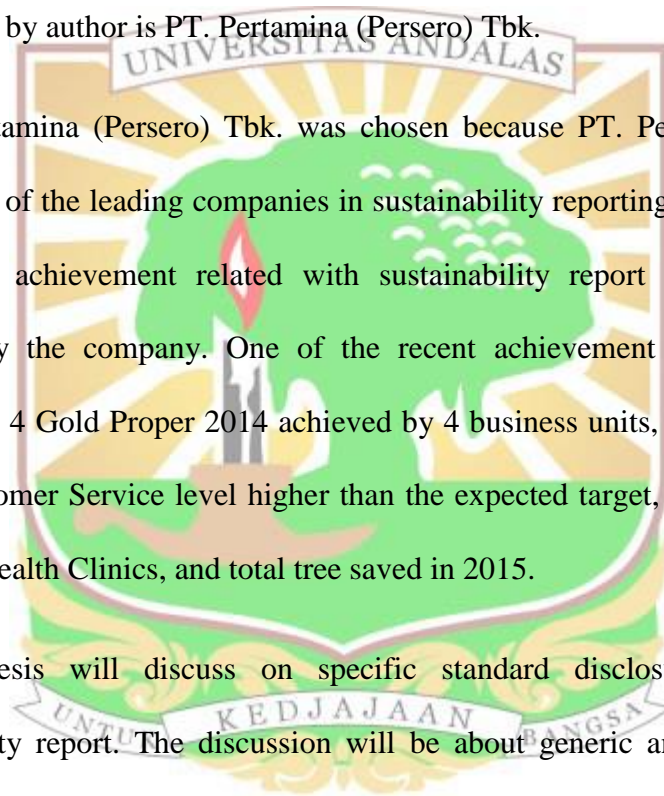 by author is PT. Pertamina (Persero) Tbk.
UNIVERSITAS ANDALAS
tamina (Persero) Tbk. was chosen because PT. Pe
of the leading companies in sustainability reporting
achievement related with sustainability report
y the company. One of the recent achievement
4 Gold Proper 2014 achieved by 4 business units,
omer Service level higher than the expected target,
ealth Clinics, and total tree saved in 2015.
esis will discuss on specific standard disclos
UNTUK KEDJAJAAN BANGSA
ty report. The discussion will be about generic an